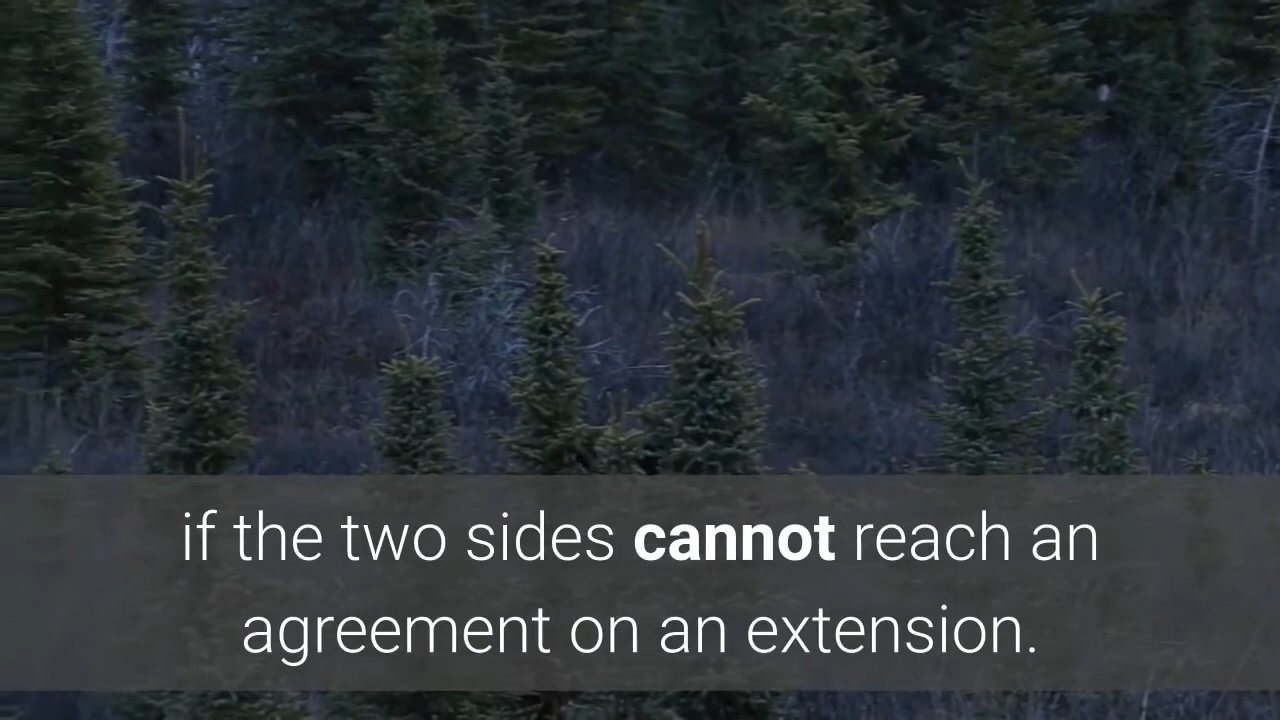 if the two sides cannot reach an
agreement on an extension.